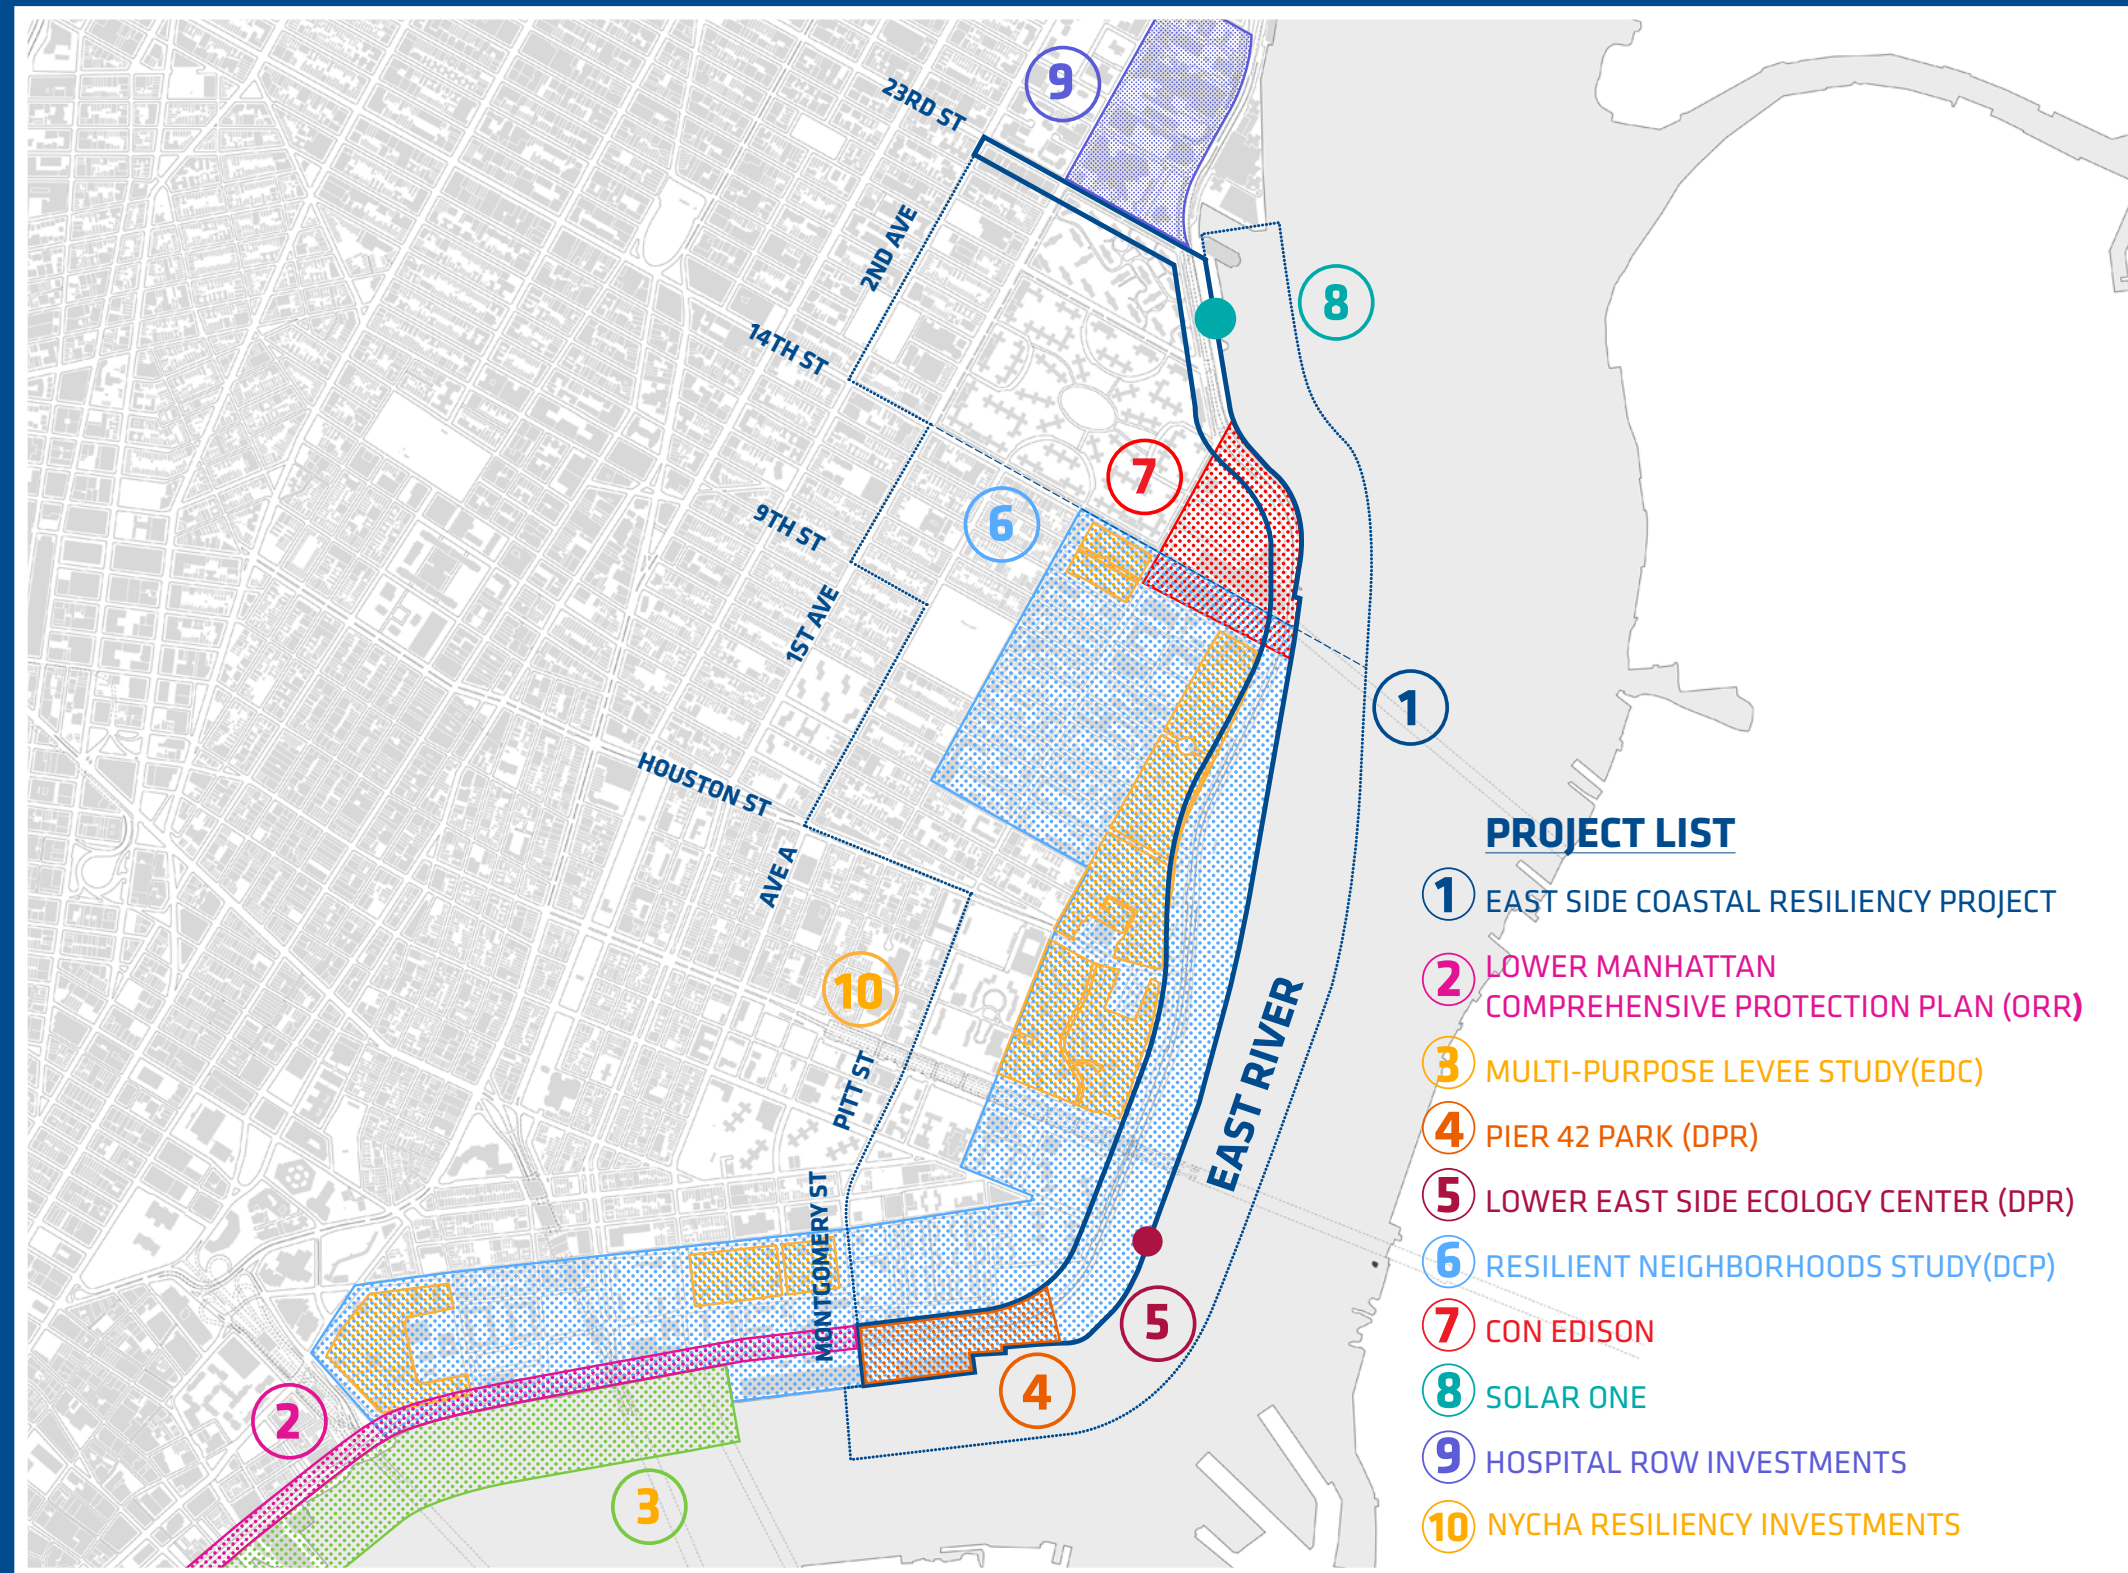 9
23RD ST
2ND AVE
8
14TH ST
7
6
9TH ST
1ST AVE
1
HOUSTON ST
AVE A
10
EAST RIVER
PITT ST
MONTGOMERY ST
5
4
2
3
PROJECT LIST
1 EAST SIDE COASTAL RESILIENCY PROJECT
2 LOWER MANHATTAN
COMPREHENSIVE PROTECTION PLAN (ORR)
3 MULTI-PURPOSE LEVEE STUDY(EDC)
4 PIER 42 PARK (DPR)
5 LOWER EAST SIDE ECOLOGY CENTER (DPR)
6 RESILIENT NEIGHBORHOODS STUDY(DCP)
7 CON EDISON
8 SOLAR ONE
9 HOSPITAL ROW INVESTMENTS
10 NYCHA RESILIENCY INVESTMENTS